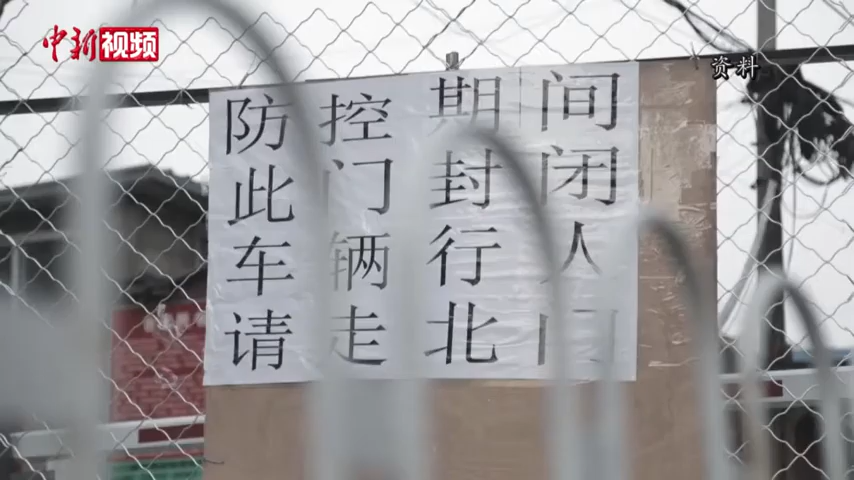 中新视频
资料
防控期间
此门封闭
车辆行人
请走北门